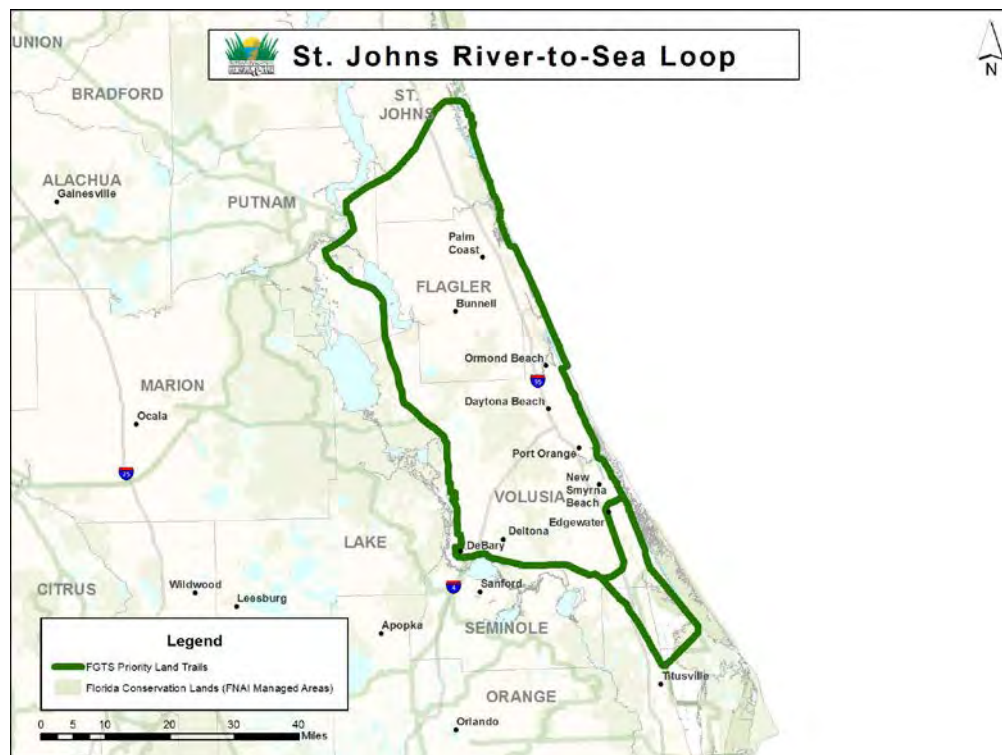 St. Johns River-to-Sea Loop
N
UNION
BRADFORD
ST.
JOHNS
ALACHUA
Gainesville
PUTNAM
Palm
Coast
FLAGLER
Bunnell
MARION
Ocala
Ormond Beach
95
Daytona Beach
75
Port Orange
New
Smyrna
Beach
VOLUSIA
Edgewater
Deltona
DeBary
LAKE
CITRUS
Wildwood
Leesburg
4
Sanford
Apopka
SEMINOLE
Titusville
ORANGE
Orlando
Legend
FGTS Priority Land Trails
Florida Conservation Lands (FNAI Managed Areas)
0 5 10 20 30 40
Miles